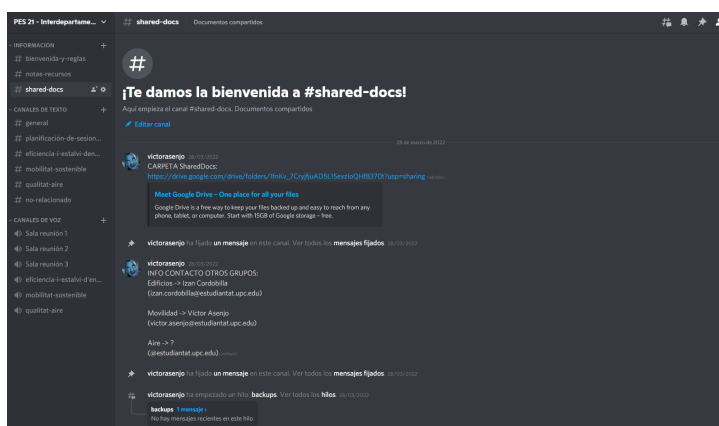 PES 21 - Interdepartame...
# shared-docs Documentos compartidos
INFORMACIÓN
# bienvenida-y-reglas
# notas-recursos
# shared-docs
CANALES DE TEXTO
# general
# planificación-de-sesion...
# eficiència-i-estalvi-den...
# mobilitat-sostenible
# qualitat-aire
# no-relacionado
CANALES DE VOZ
Sala reunión 1
Sala reunión 2
Sala reunión 3
eficiencia-i-estalvi-d'en...
mobilitat-sostenible
qualitat-aire
#
¡Te damos la bienvenida a #shared-docs!
Aquí empieza el canal #shared-docs. Documentos compartidos
Editar canal
28 de marzo de 2022
victorasenjo 28/03/2022
CARPETA SharedDocs:
Meet Google Drive – One place for all your files
Google Drive is a free way to keep your files backed up and easy to reach from any
phone, tablet, or computer. Start with 15GB of Google storage – free.
victorasenjo ha fijado un mensaje en este canal. Ver todos los mensajes fijados. 28/03/2022
victorasenjo 28/03/2022
INFO CONTACTO OTROS GRUPOS:
Edificios -> Izan Cordobilla
(izan.cordobilla@estudiantat.upc.edu)
Movilidad -> Víctor Asenjo
(victor.asenjo@estudiantat.upc.edu)
Aire -> ?
(@estudiantat.upc.edu) (editado)
victorasenjo ha fijado un mensaje en este canal. Ver todos los mensajes fijados. 28/03/2022
victorasenjo ha empezado un hilo: backups. Ver todos los hilos. 28/03/2022
backups 1 mensaje ›
No hay mensajes recientes en este hilo.